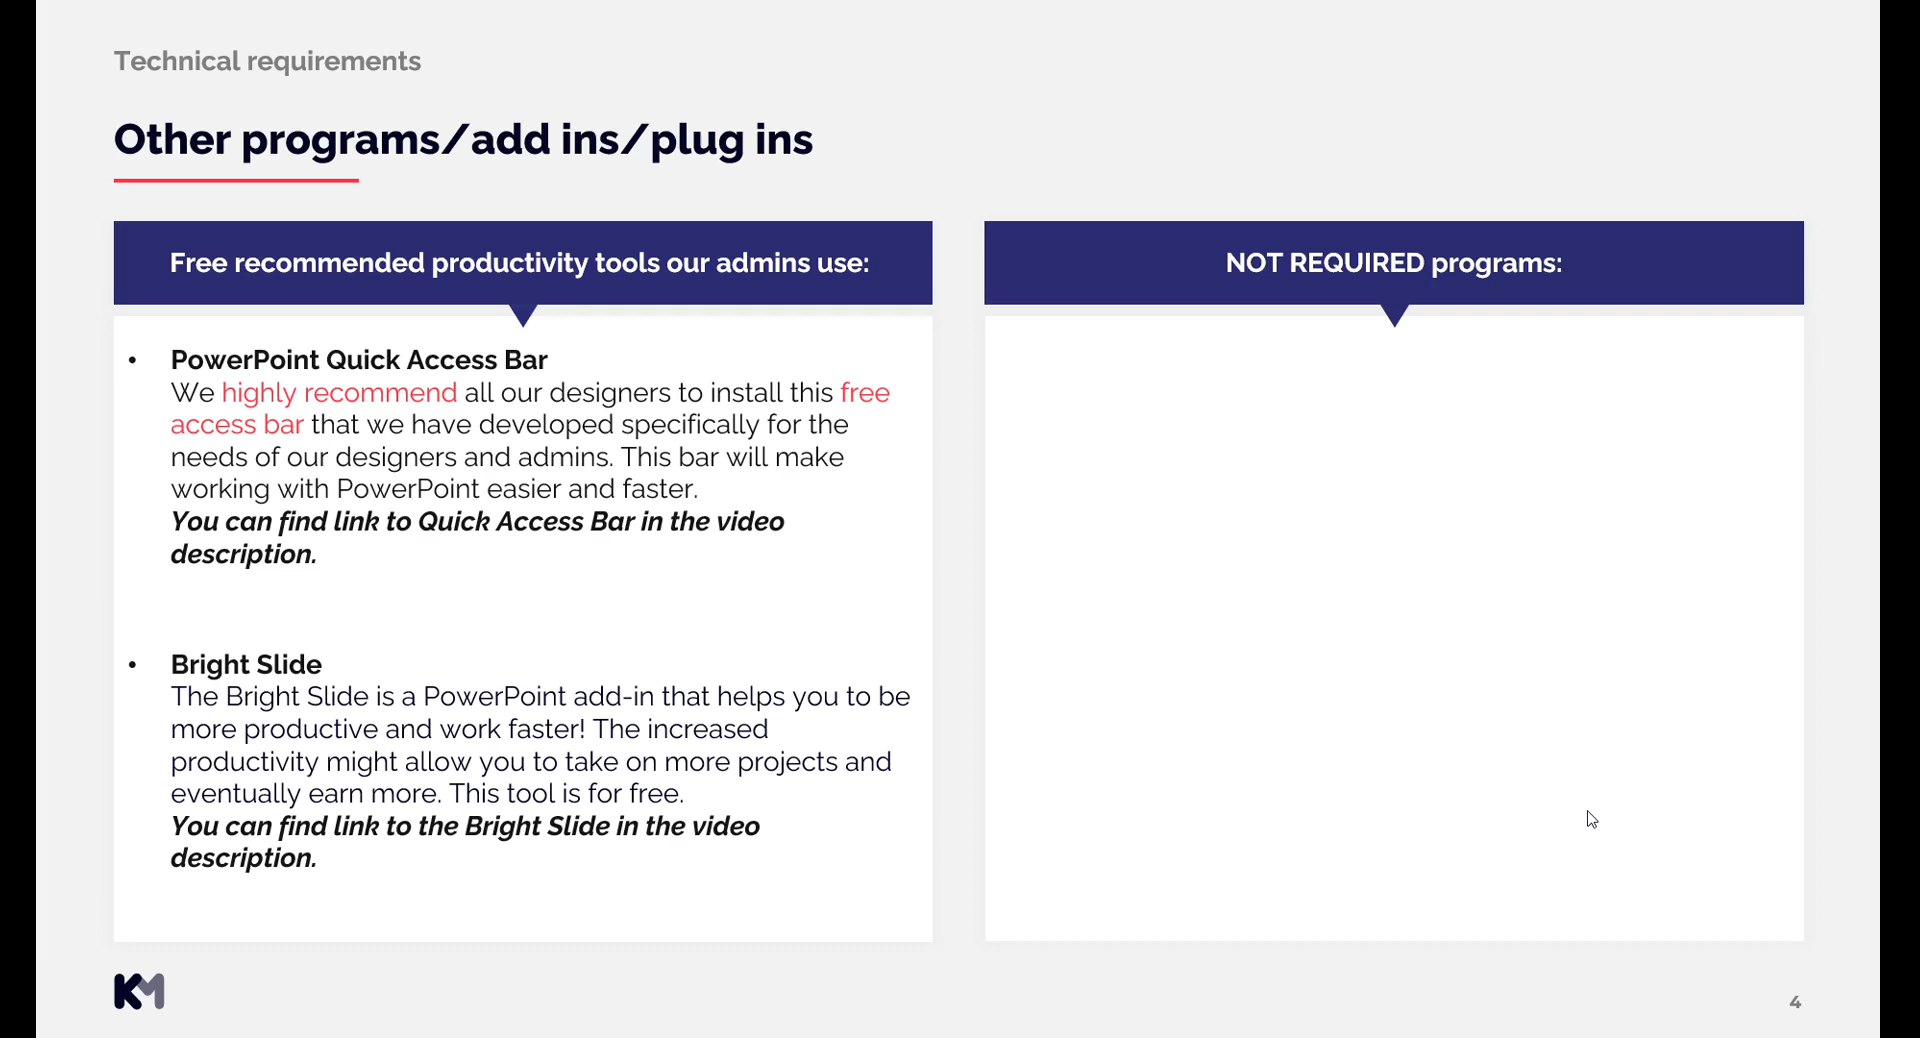 Technical requirements
Other programs/add ins/plug ins
Free recommended productivity tools our admins use:
• PowerPoint Quick Access Bar
We highly recommend all our designers to install this free
access bar that we have developed specifically for the
needs of our designers and admins. This bar will make
working with PowerPoint easier and faster.
You can find link to Quick Access Bar in the video
description.
• Bright Slide
The Bright Slide is a PowerPoint add-in that helps you to be
more productive and work faster! The increased
productivity might allow you to take on more projects and
eventually earn more. This tool is for free.
You can find link to the Bright Slide in the video
description.
NOT REQUIRED programs:
KM
4